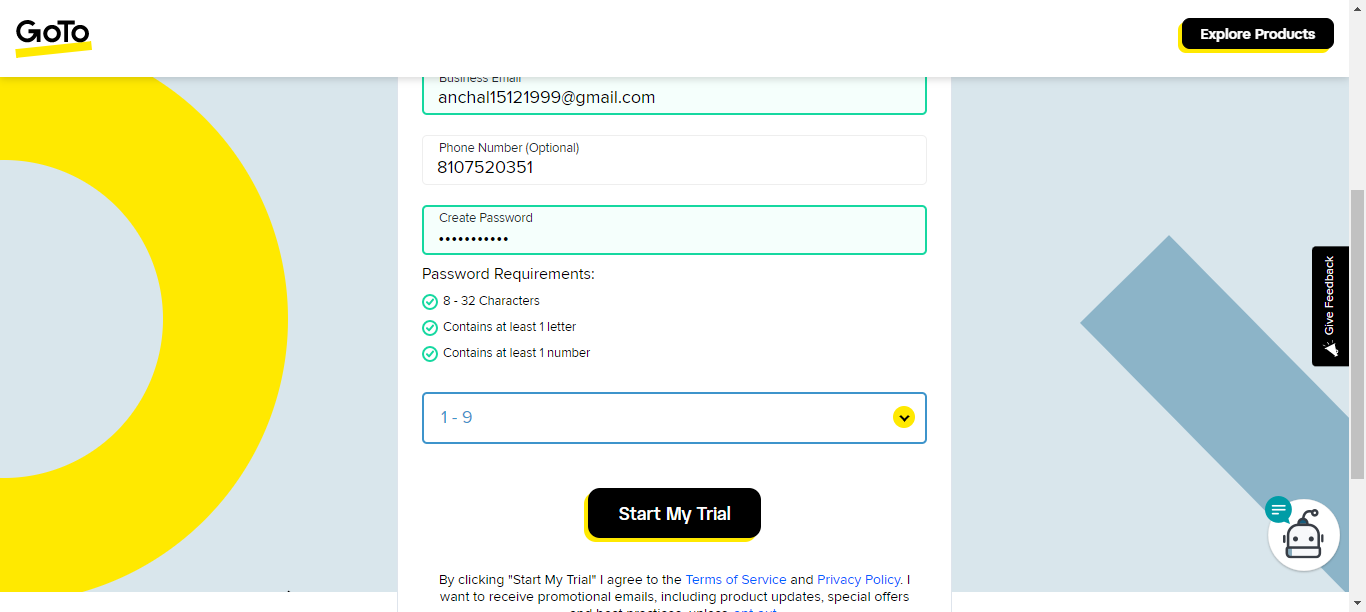 GoTo
Explore Products
Business Email
anchal15121999@gmail.com
Phone Number (Optional)
8107520351
Create Password
•••••••••••
Password Requirements:
8 - 32 Characters
Contains at least 1 letter
Contains at least 1 number
1 - 9
Start My Trial
By clicking "Start My Trial" I agree to the Terms of Service and Privacy Policy. I
want to receive promotional emails, including product updates, special offers
and best practices, unless opt out
Give Feedback